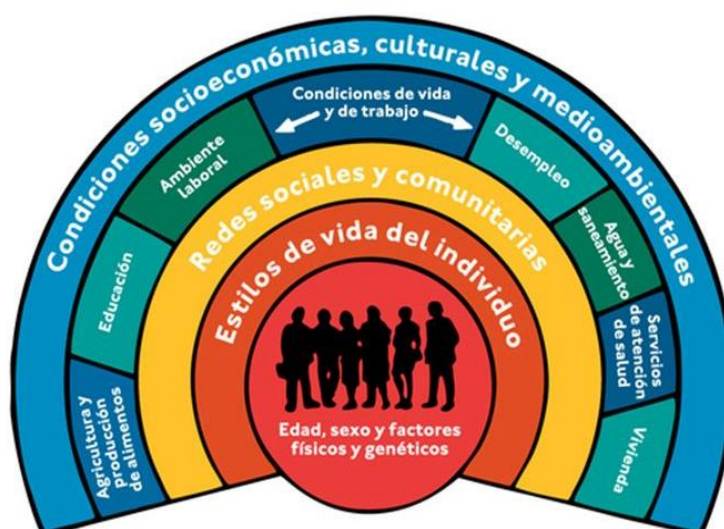 Condiciones socioeconómicas, culturales y medioambientales
Condiciones de vida
y de trabajo
Agricultura y
producción
de alimentos
Educación
Ambiente
laboral
Desempleo
Agua y
saneamiento
Servicios
de atención
de salud
Vivienda
Redes sociales y comunitarias
Estilos de vida del individuo
Edad, sexo y factores
físicos y genéticos